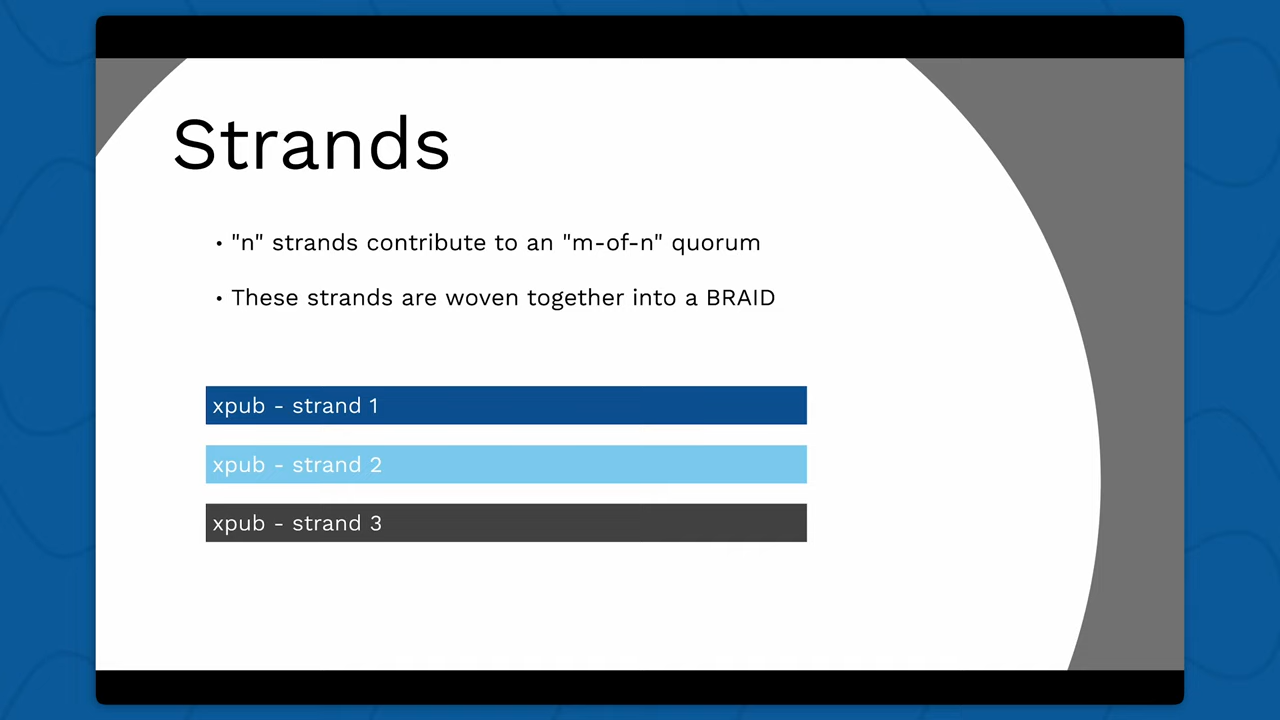 Strands
• "n" strands contribute to an "m-of-n" quorum
• These strands are woven together into a BRAID
xpub - strand 1
xpub - strand 2
xpub - strand 3